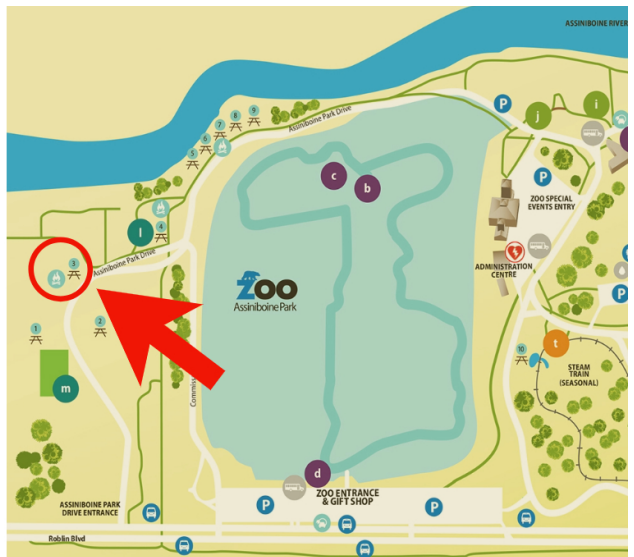 ASSINIBOINE RIVER
9
8
7
6
5
Assiniboine Park Drive
P
j
i
c
b
P
ZOO SPECIAL
EVENTS ENTRY
l
4
3
Assiniboine Park Drive
ZOO
Assiniboine Park
ADMINISTRATION
CENTRE
P
1
2
m
10
t
STEAM
TRAIN
(SEASONAL)
d
ZOO ENTRANCE
& GIFT SHOP
P
P
ASSINIBOINE PARK
DRIVE ENTRANCE
Roblin Blvd